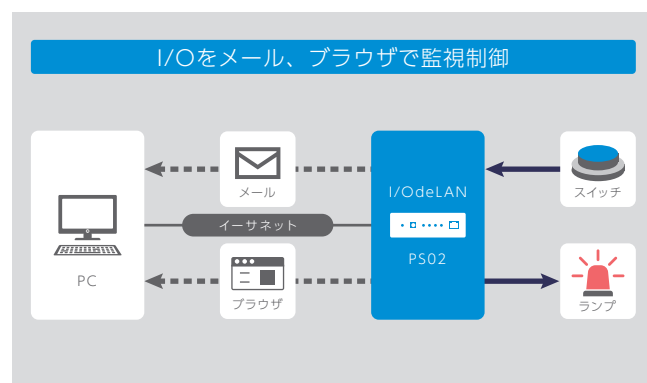 I/Oをメール、ブラウザで監視制御
メール
I/OdeLAN
スイッチ
イーサネット
PC
PS02
ブラウザ
ランプ